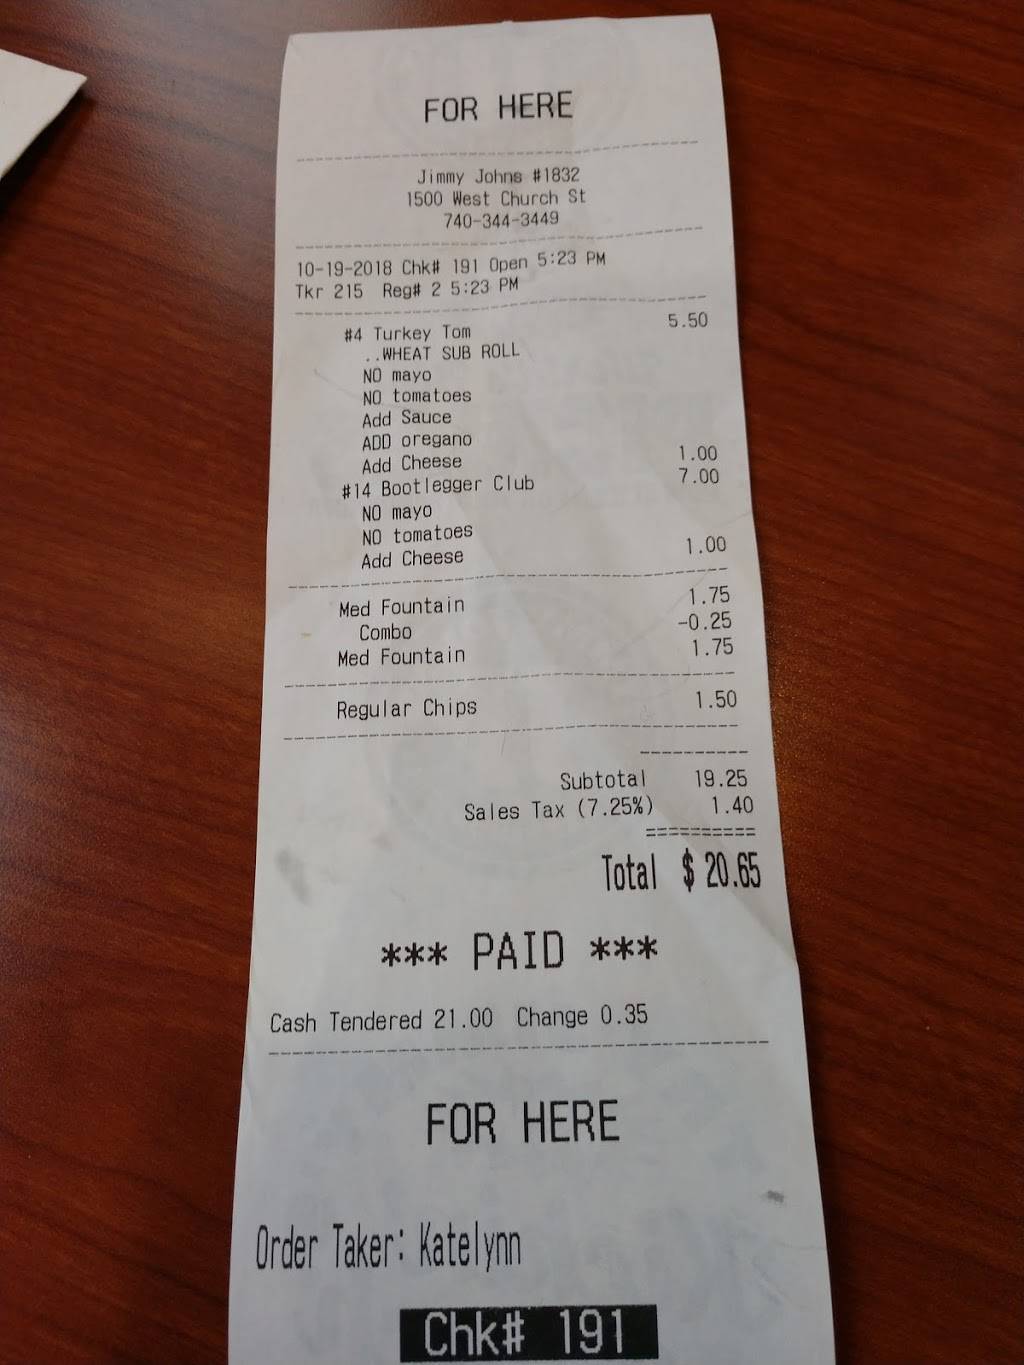 FOR HERE
Jimmy Johns #1832
1500 West Church St
740-344-3449
10-19-2018 Chk# 191 Open 5:23 PM
Tkr 215 Reg# 2 5:23 PM
#4 Turkey Tom 5.50
..WHEAT SUB ROLL
NO mayo
NO tomatoes
Add Sauce
ADD oregano
Add Cheese 1.00
#14 Bootlegger Club 7.00
NO mayo
NO tomatoes
Add Cheese 1.00
Med Fountain 1.75
Combo -0.25
Med Fountain 1.75
Regular Chips 1.50
Subtotal 19.25
Sales Tax (7.25%) 1.40
==========
Total $ 20.65
*** PAID ***
Cash Tendered 21.00 Change 0.35
FOR HERE
Order Taker: Katelynn
Chk# 191